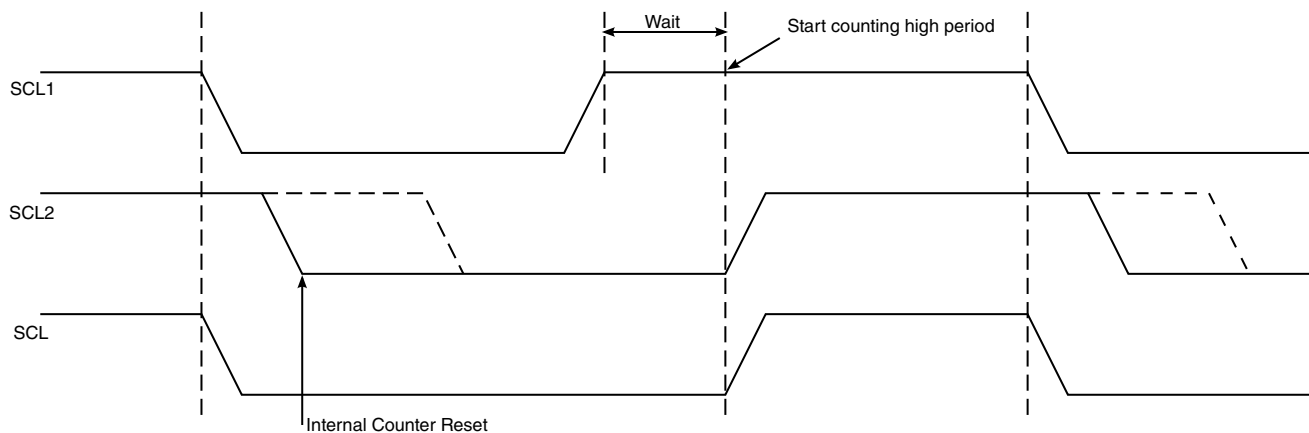 Wait
Start counting high period
SCL1
SCL2
SCL
Internal Counter Reset